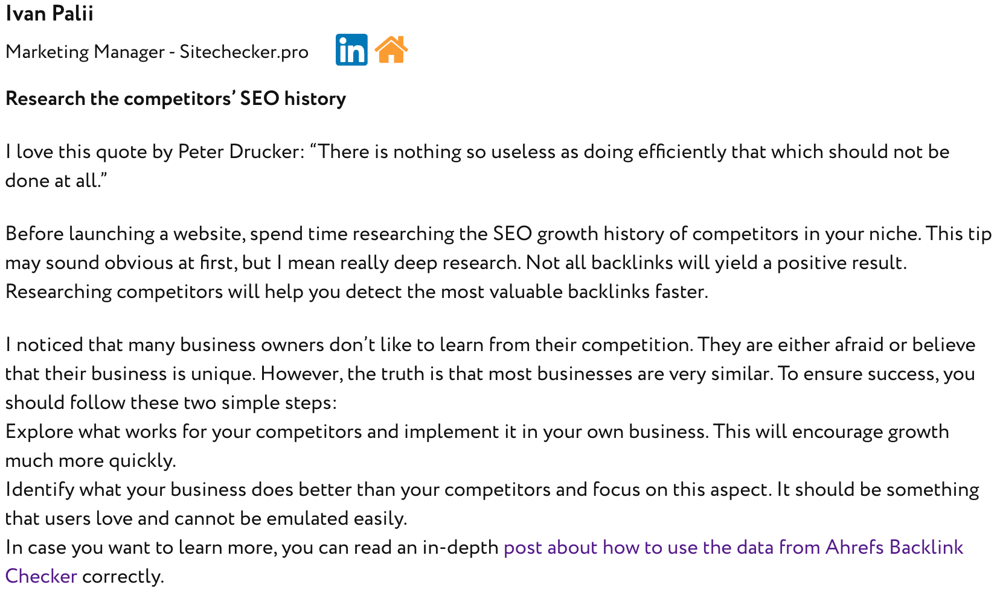 Ivan Palii
Marketing Manager - Sitechecker.pro
in
Research the competitors’ SEO history
I love this quote by Peter Drucker: “There is nothing so useless as doing efficiently that which should not be
done at all.”
Before launching a website, spend time researching the SEO growth history of competitors in your niche. This tip
may sound obvious at first, but I mean really deep research. Not all backlinks will yield a positive result.
Researching competitors will help you detect the most valuable backlinks faster.
I noticed that many business owners don’t like to learn from their competition. They are either afraid or believe
that their business is unique. However, the truth is that most businesses are very similar. To ensure success, you
should follow these two simple steps:
Explore what works for your competitors and implement it in your own business. This will encourage growth
much more quickly.
Identify what your business does better than your competitors and focus on this aspect. It should be something
that users love and cannot be emulated easily.
In case you want to learn more, you can read an in-depth post about how to use the data from Ahrefs Backlink
Checker correctly.